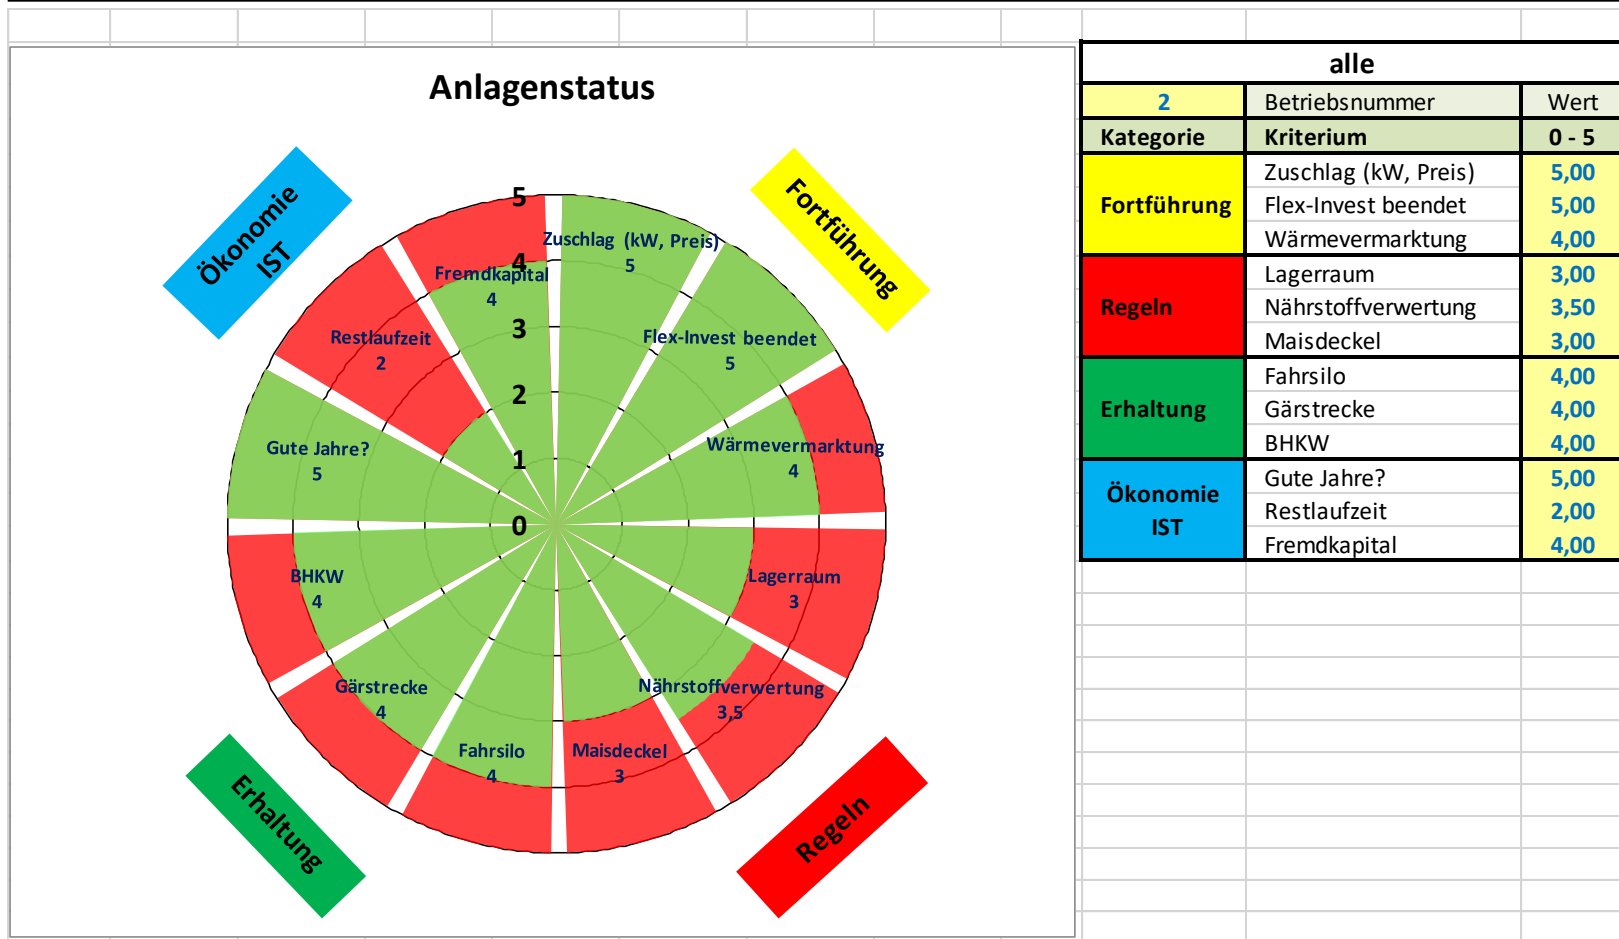 Anlagenstatus
Ökonomie
IST
Fortführung
5
4
3
2
1
0
Zuschlag (kW, Preis)
5
Flex-Invest beendet
5
Wärmevermarktung
4
Lagerraum
3
Nährstoffverwertung
3,5
Maisdeckel
3
Fahrsilo
4
Gärstrecke
4
BHKW
4
Gute Jahre?
5
Restlaufzeit
2
Fremdkapital
4
Erhaltung
Regeln
alle
2 Betriebsnummer Wert
Kategorie Kriterium 0 - 5
Fortführung
Zuschlag (kW, Preis) 5,00
Flex-Invest beendet 5,00
Wärmevermarktung 4,00
Regeln
Lagerraum 3,00
Nährstoffverwertung 3,50
Maisdeckel 3,00
Erhaltung
Fahrsilo 4,00
Gärstrecke 4,00
BHKW 4,00
Ökonomie
IST
Gute Jahre? 5,00
Restlaufzeit 2,00
Fremdkapital 4,00